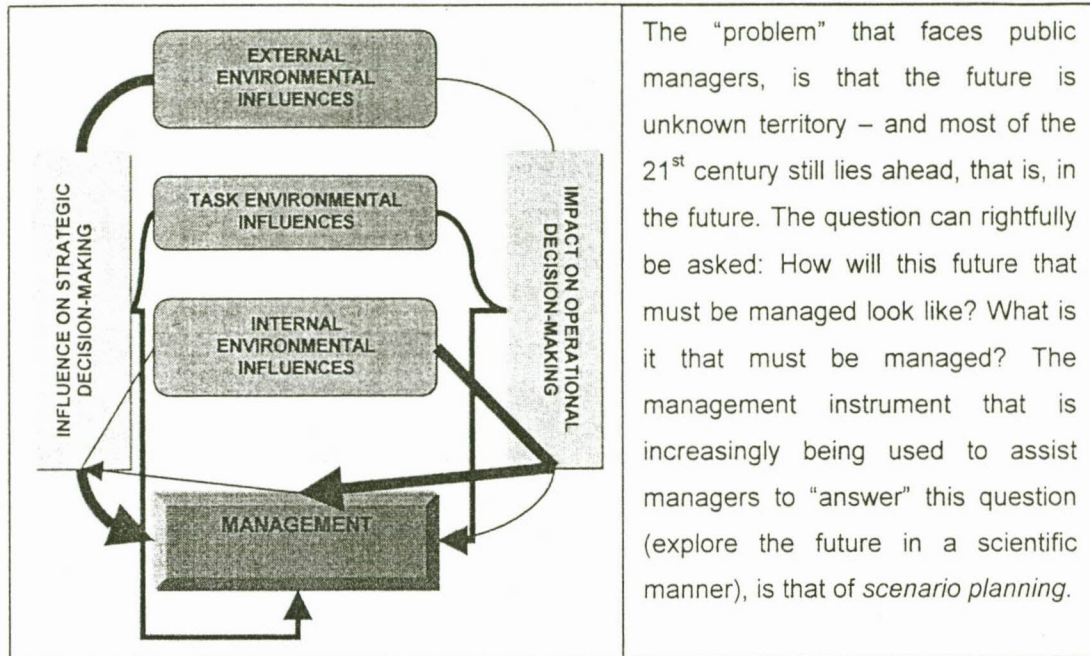 EXTERNAL
ENVIRONMENTAL
INFLUENCES
TASK ENVIRONMENTAL
INFLUENCES
INTERNAL
ENVIRONMENTAL
INFLUENCES
INFLUENCE ON STRATEGIC
DECISION-MAKING
IMPACT ON OPERATIONAL
DECISION-MAKING
MANAGEMENT
The “problem” that faces public
managers, is that the future is
unknown territory – and most of the
21st century still lies ahead, that is, in
the future. The question can rightfully
be asked: How will this future that
must be managed look like? What is
it that must be managed? The
management instrument that is
increasingly being used to assist
managers to “answer” this question
(explore the future in a scientific
manner), is that of scenario planning.